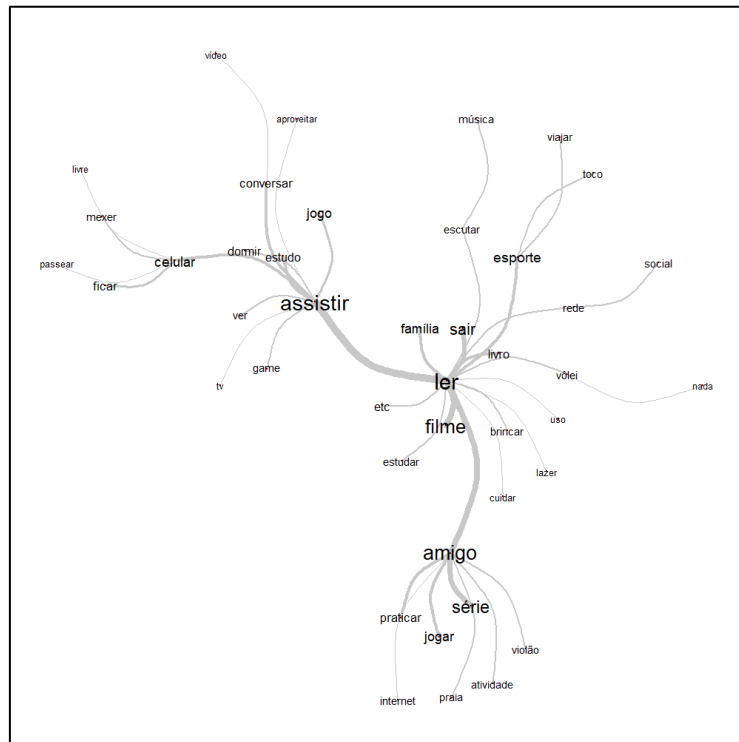 vídeo
aproveitar
música
viajar
livre
toco
conversar
mexer
jogo
escutar
dormir
estudo
esporte
passear
celular
social
ficar
assistir
rede
ver
família
sair
livro
game
vôlei
tv
ler
nada
etc
filme
uso
brincar
estudar
lazer
cuidar
amigo
série
praticar
jogar
violão
atividade
internet
praia